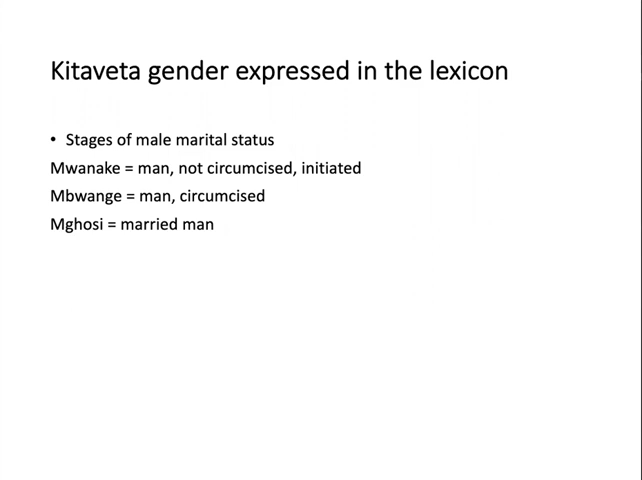 Kitaveta gender expressed in the lexicon
• Stages of male marital status
Mwanake = man, not circumcised, initiated
Mbwange = man, circumcised
Mghosi = married man